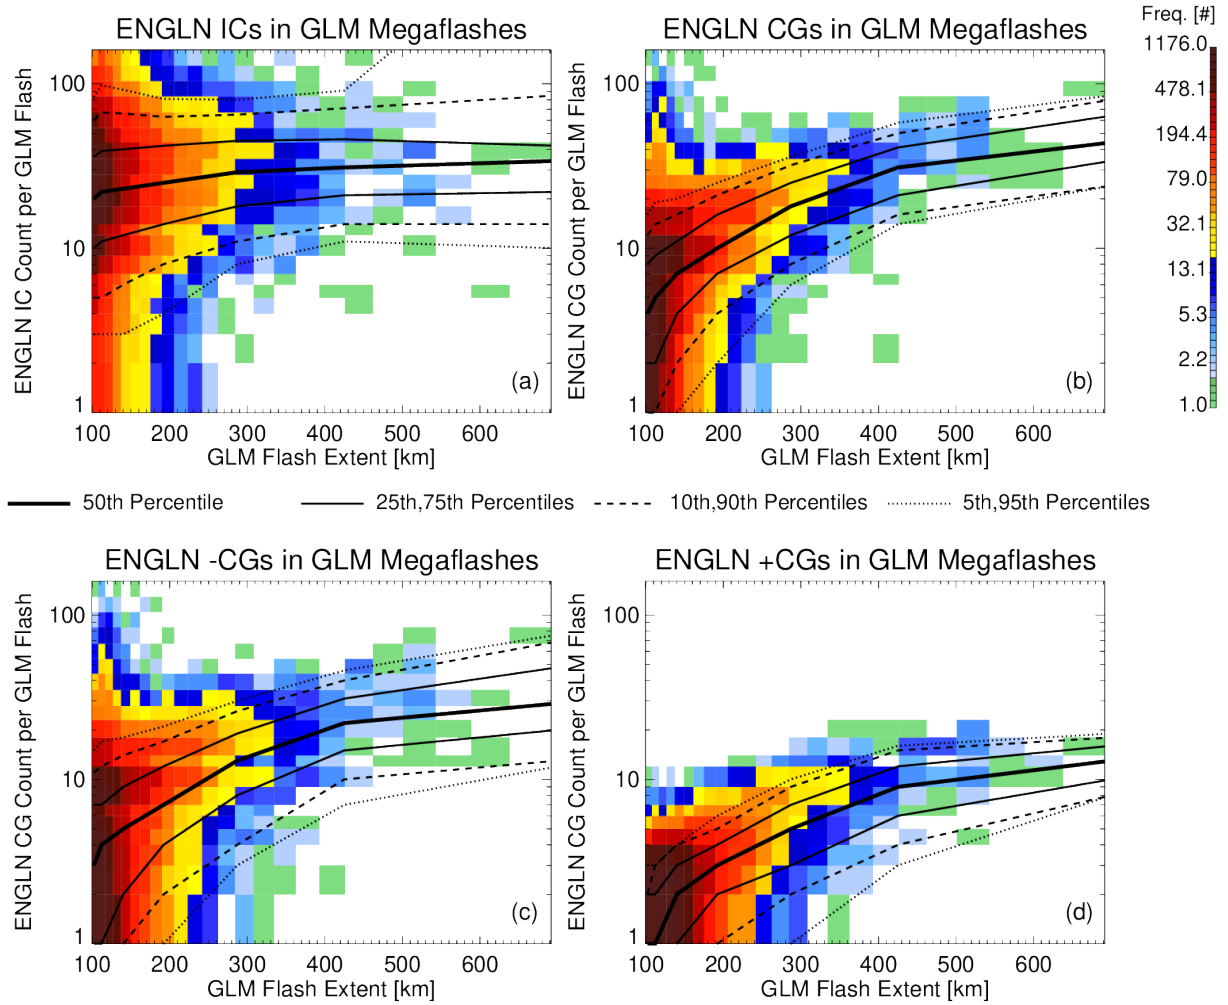 ENGLN ICs in GLM Megaflashes
ENGLN CGs in GLM Megaflashes
Freq. [#]
1176.0
478.1
194.4
79.0
32.1
13.1
5.3
2.2
1.0
ENGLN IC Count per GLM Flash
100
10
1
(a)
100 200 300 400 500 600
GLM Flash Extent [km]
ENGLN CG Count per GLM Flash
100
10
1
(b)
100 200 300 400 500 600
GLM Flash Extent [km]
50th Percentile
25th,75th Percentiles
10th,90th Percentiles
5th,95th Percentiles
ENGLN -CGs in GLM Megaflashes
ENGLN +CGs in GLM Megaflashes
ENGLN CG Count per GLM Flash
100
10
1
(c)
100 200 300 400 500 600
GLM Flash Extent [km]
ENGLN CG Count per GLM Flash
100
10
1
(d)
100 200 300 400 500 600
GLM Flash Extent [km]